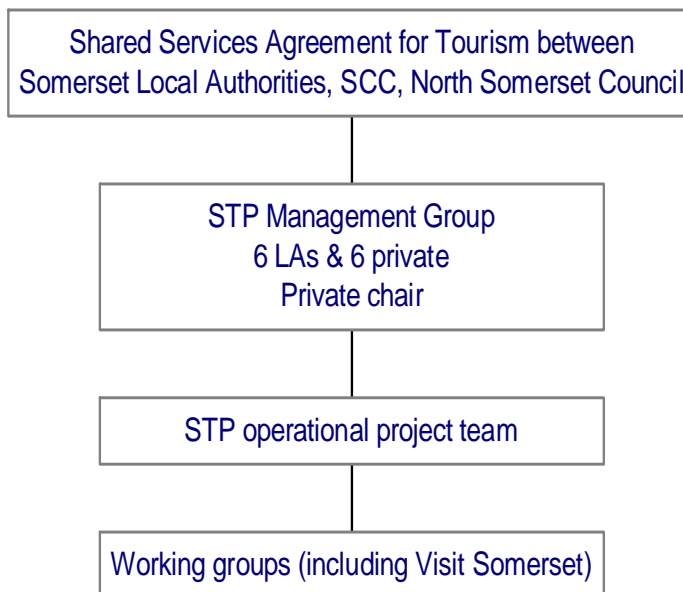 Shared Services Agreement for Tourism between
Somerset Local Authorities, SCC, North Somerset Council
STP Management Group
6 LAs & 6 private
Private chair
STP operational project team
Working groups (including Visit Somerset)